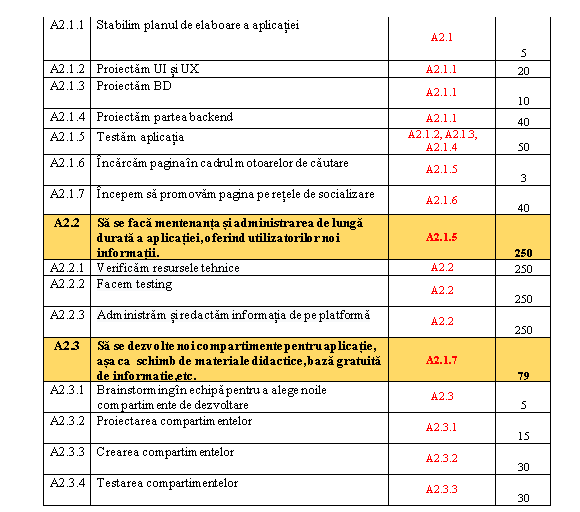 A2.1.1 Stabilim planul de elaboare a aplicației A2.1 5
A2.1.2 Proiectăm UI și UX A2.1.1 20
A2.1.3 Proiectăm BD A2.1.1 10
A2.1.4 Proiectăm partea backend A2.1.1 40
A2.1.5 Testăm aplicația A2.1.2, A2.1.3,
A2.1.4 50
A2.1.6 Încărcăm pagina în cadrul motoarelor de căutare A2.1.5 3
A2.1.7 Începem să promovăm pagina pe rețele de socializare A2.1.6 40
A2.2 Să se facă mentenanța și administrarea de lungă
durată a aplicației, oferind utilizatorilor noi
informații. A2.1.5 250
A2.2.1 Verificăm resursele tehnice A2.2 250
A2.2.2 Facem testing A2.2 250
A2.2.3 Administrăm și redactăm informația de pe platformă A2.2 250
A2.3 Să se dezvolte noi compartimente pentru aplicație,
așa ca schimb de materiale didactice, bază gratuită
de informatie,etc. A2.1.7 79
A2.3.1 Brainstorming în echipă pentru a alege noile
compartimente de dezvoltare A2.3 5
A2.3.2 Proiectarea compartimentelor A2.3.1 15
A2.3.3 Crearea compartimentelor A2.3.2 30
A2.3.4 Testarea compartimentelor A2.3.3 30